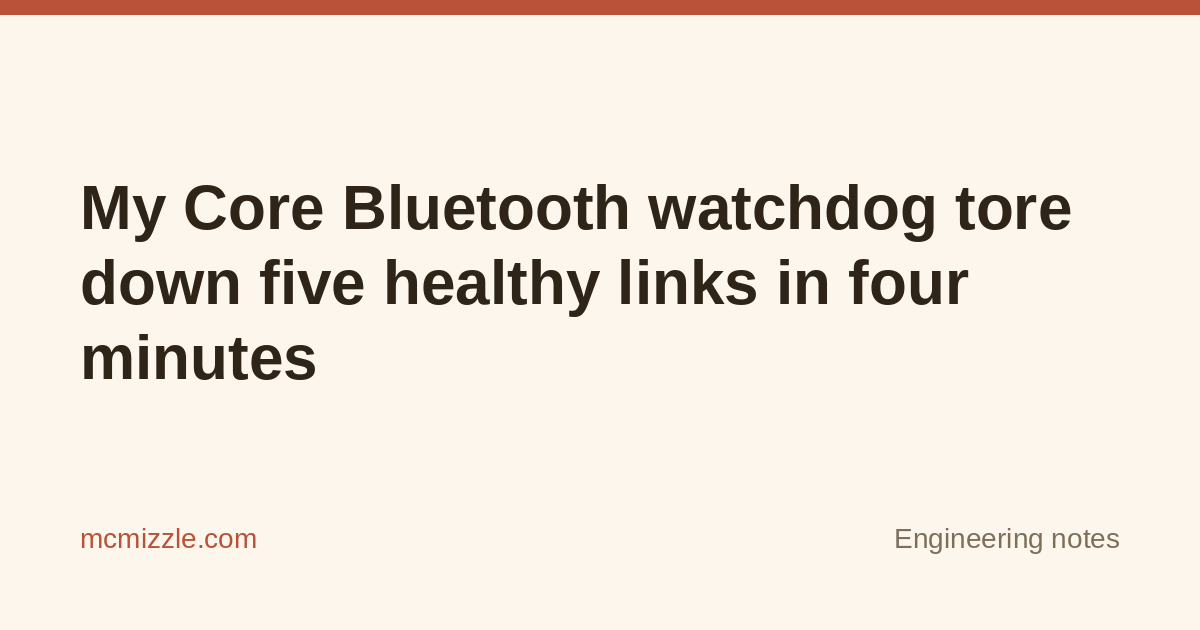 My Core Bluetooth watchdog tore
down five healthy links in four
minutes
mcmizzle.com
Engineering notes